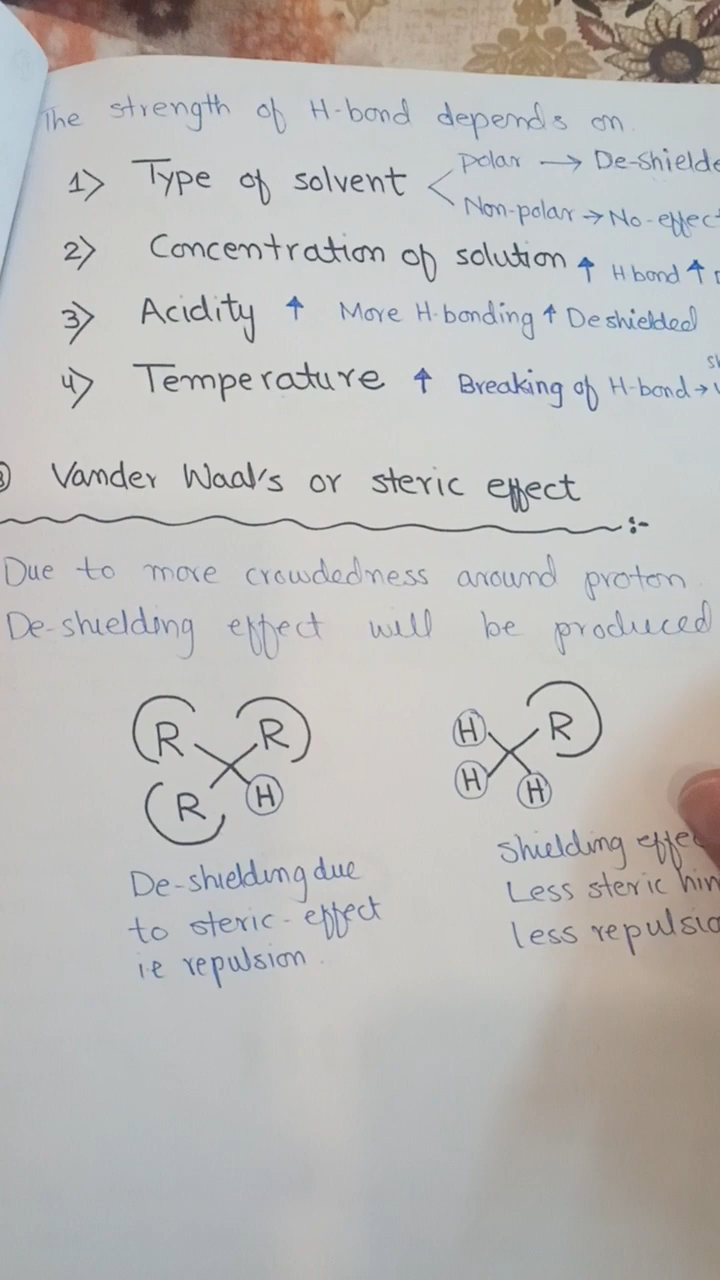 The strength of H-bond depends on
1) Type of solvent
polar → De-Shielde
Non-polar → No-effec
2) Concentration of solution ↑ H bond ↑
3) Acidity ↑ More H-bonding ↑ Deshielded
4) Temperature ↑ Breaking of H-bond →
Vander Waal's or steric effect :-
Due to more crowdedness around proton
De-shielding effect will be produced
R R
R H
H R
H H
De-shielding due
to steric-effect
i.e repulsion.
shielding effe
Less steric hin
less repulsio